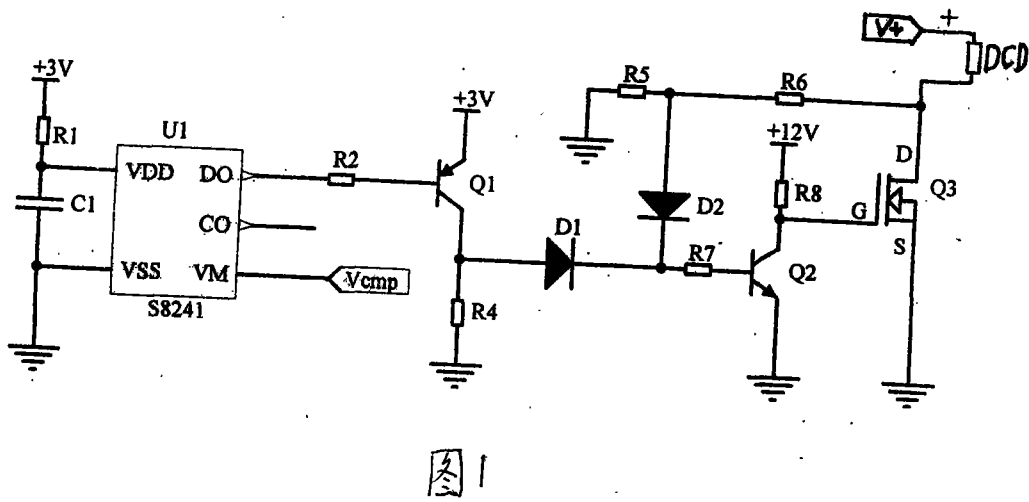 V+
+
DCD
R5
R6
+3V
+3V
+12V
R1
U1
VDD
DO
R2
Q1
D
Q3
R8
C1
D2
G
CO
D1
S
R7
Q2
VSS
VM
Vcmp
S8241
R4
图1